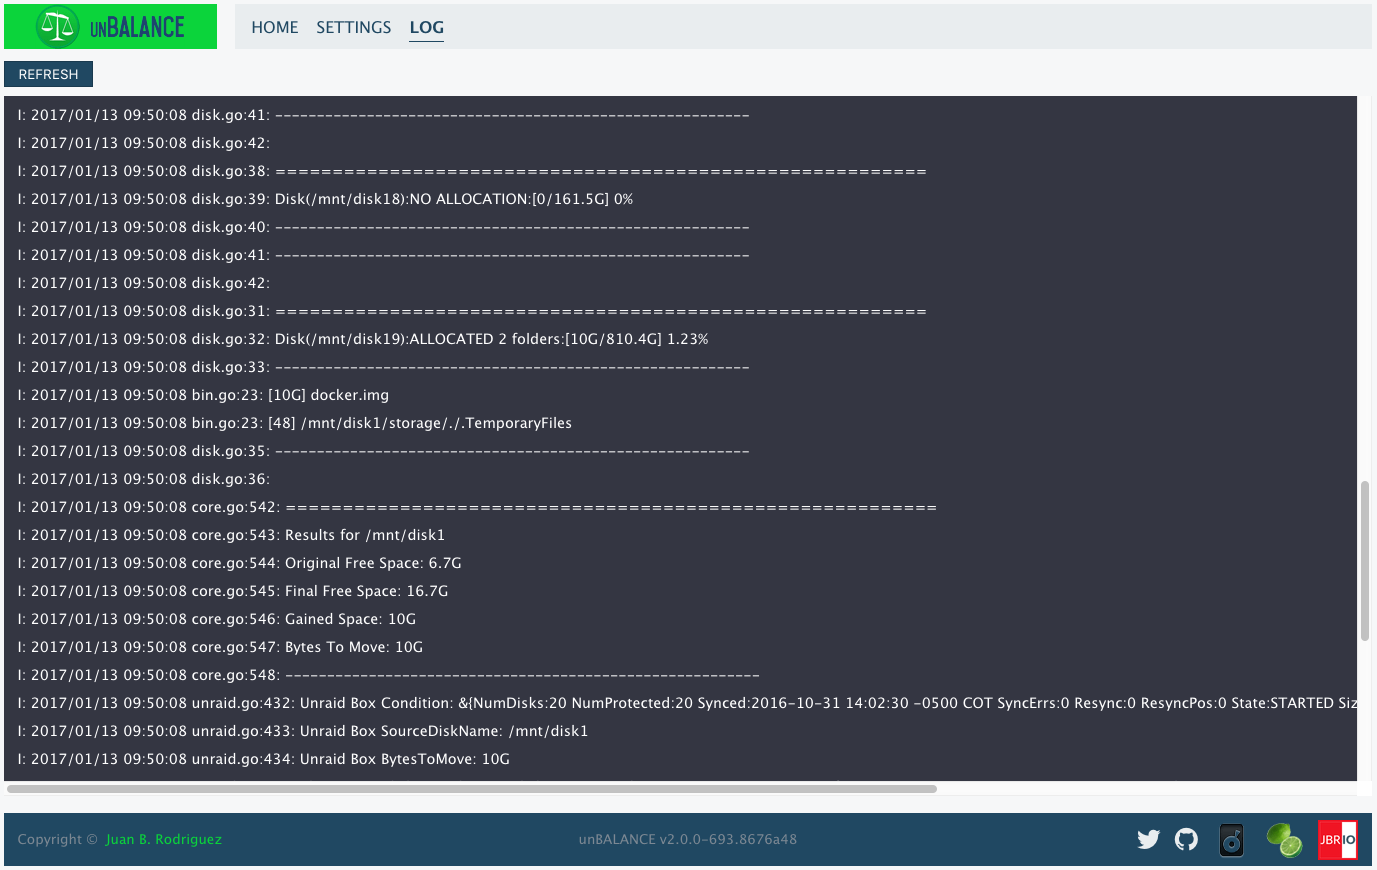 unBALANCE
HOME SETTINGS LOG
REFRESH
I: 2017/01/13 09:50:08 disk.go:41: ---------------------------------------------------------
I: 2017/01/13 09:50:08 disk.go:42:
I: 2017/01/13 09:50:08 disk.go:38: =========================================================
I: 2017/01/13 09:50:08 disk.go:39: Disk(/mnt/disk18):NO ALLOCATION:[0/161.5G] 0%
I: 2017/01/13 09:50:08 disk.go:40: ---------------------------------------------------------
I: 2017/01/13 09:50:08 disk.go:41: ---------------------------------------------------------
I: 2017/01/13 09:50:08 disk.go:42:
I: 2017/01/13 09:50:08 disk.go:31: =========================================================
I: 2017/01/13 09:50:08 disk.go:32: Disk(/mnt/disk19):ALLOCATED 2 folders:[10G/810.4G] 1.23%
I: 2017/01/13 09:50:08 disk.go:33: ---------------------------------------------------------
I: 2017/01/13 09:50:08 bin.go:23: [10G] docker.img
I: 2017/01/13 09:50:08 bin.go:23: [48] /mnt/disk1/storage/./.TemporaryFiles
I: 2017/01/13 09:50:08 disk.go:35: ---------------------------------------------------------
I: 2017/01/13 09:50:08 disk.go:36:
I: 2017/01/13 09:50:08 core.go:542: =========================================================
I: 2017/01/13 09:50:08 core.go:543: Results for /mnt/disk1
I: 2017/01/13 09:50:08 core.go:544: Original Free Space: 6.7G
I: 2017/01/13 09:50:08 core.go:545: Final Free Space: 16.7G
I: 2017/01/13 09:50:08 core.go:546: Gained Space: 10G
I: 2017/01/13 09:50:08 core.go:547: Bytes To Move: 10G
I: 2017/01/13 09:50:08 core.go:548: ---------------------------------------------------------
I: 2017/01/13 09:50:08 unraid.go:432: Unraid Box Condition: &{NumDisks:20 NumProtected:20 Synced:2016-10-31 14:02:30 -0500 COT SyncErrs:0 Resync:0 ResyncPos:0 State:STARTED Siz
I: 2017/01/13 09:50:08 unraid.go:433: Unraid Box SourceDiskName: /mnt/disk1
I: 2017/01/13 09:50:08 unraid.go:434: Unraid Box BytesToMove: 10G
Copyright © Juan B. Rodriguez unBALANCE v2.0.0-693.8676a48 JBRIO